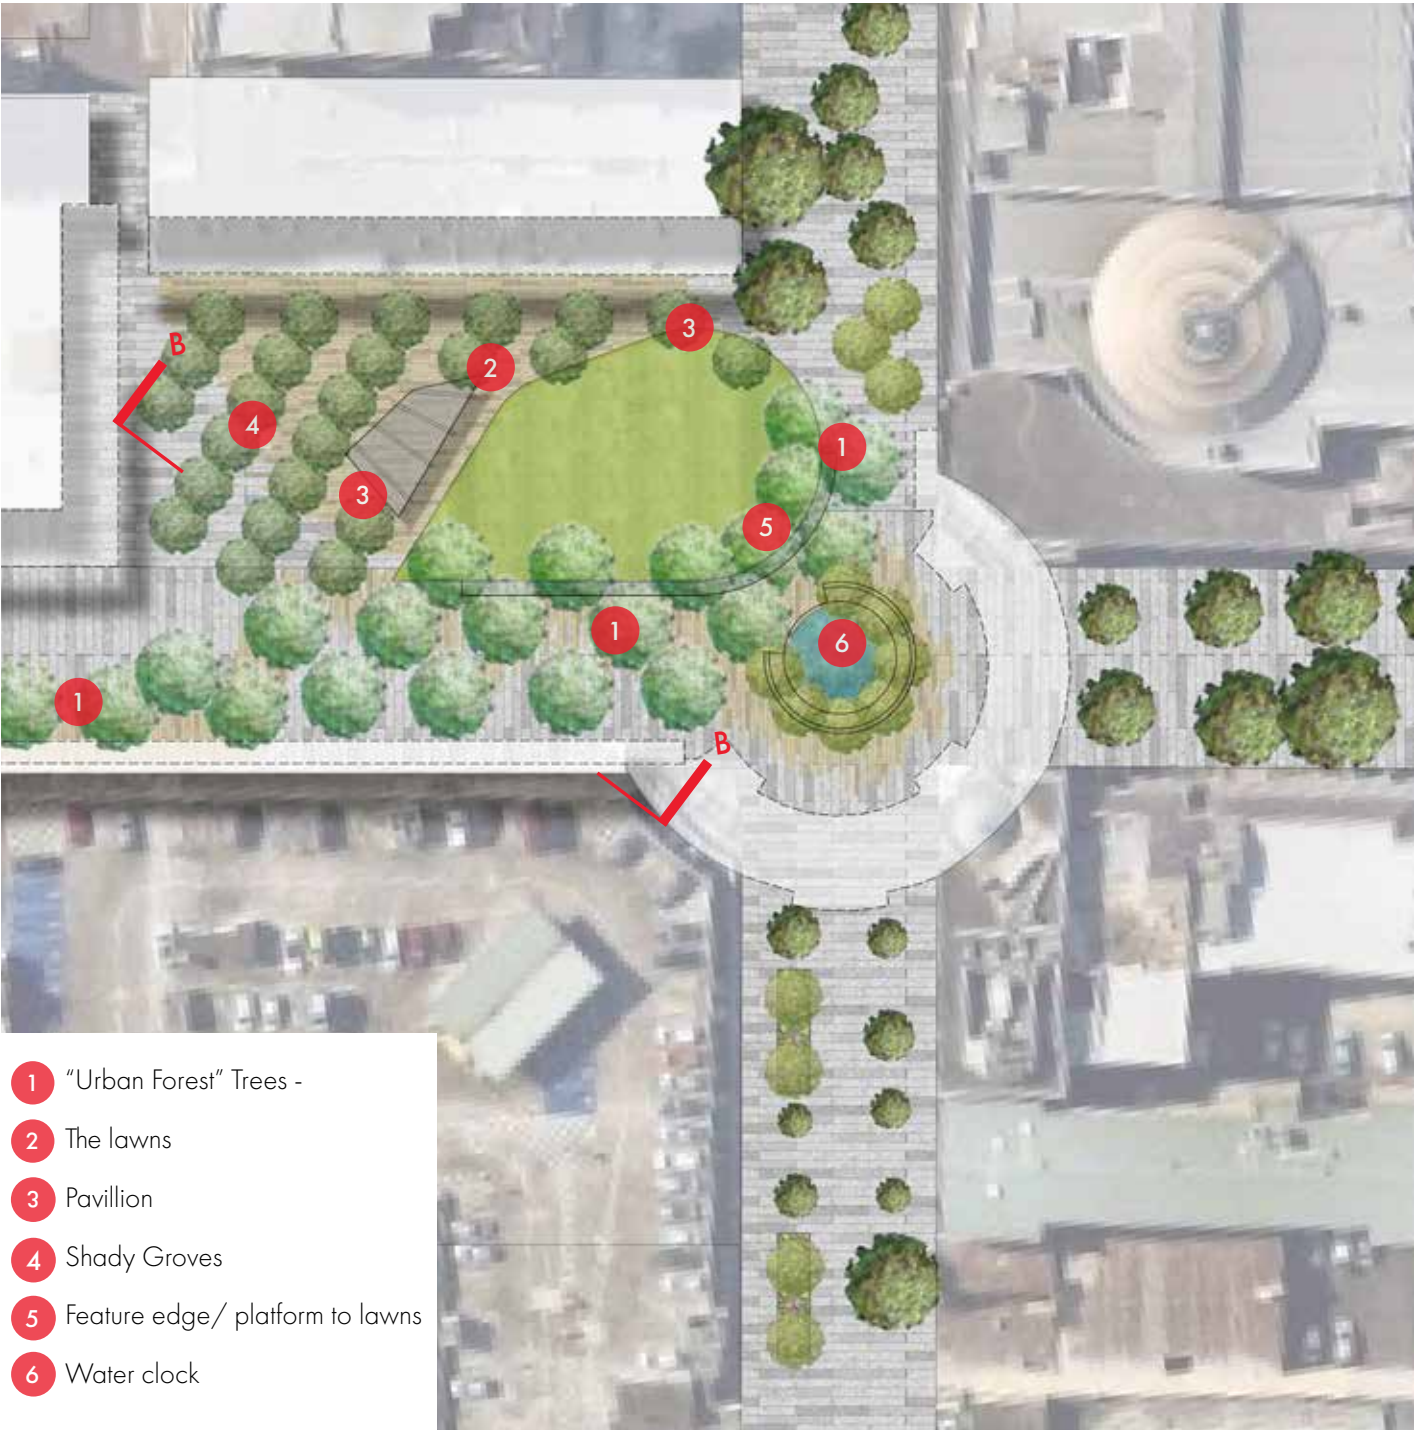 B
3
2
4
1
3
5
1
6
1
B
1 “Urban Forest” Trees -
2 The lawns
3 Pavillion
4 Shady Groves
5 Feature edge/ platform to lawns
6 Water clock